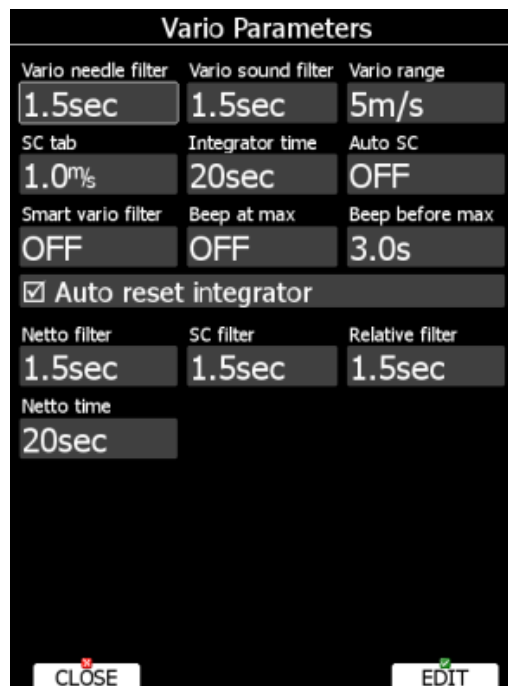 Vario Parameters
Vario needle filter Vario sound filter Vario range
1.5sec 1.5sec 5m/s
SC tab Integrator time Auto SC
1.0m/s 20sec OFF
Smart vario filter Beep at max Beep before max
OFF OFF 3.0s
Auto reset integrator
Netto filter SC filter Relative filter
1.5sec 1.5sec 1.5sec
Netto time
20sec
CLOSE EDIT